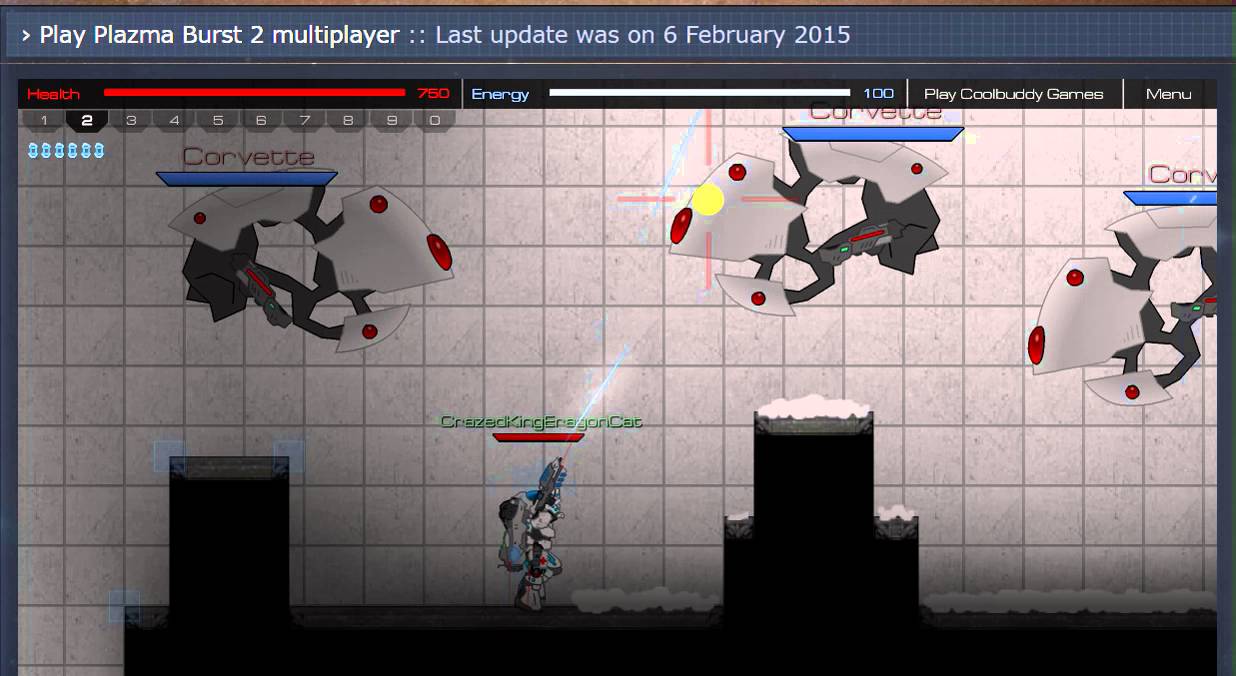 › Play Plazma Burst 2 multiplayer :: Last update was on 6 February 2015
Health 750 Energy 100 Play Coolbuddy Games Menu
1 2 3 4 5 6 7 8 9 0
Corvette
Corvette
Corv
CrazedKingEragonCat